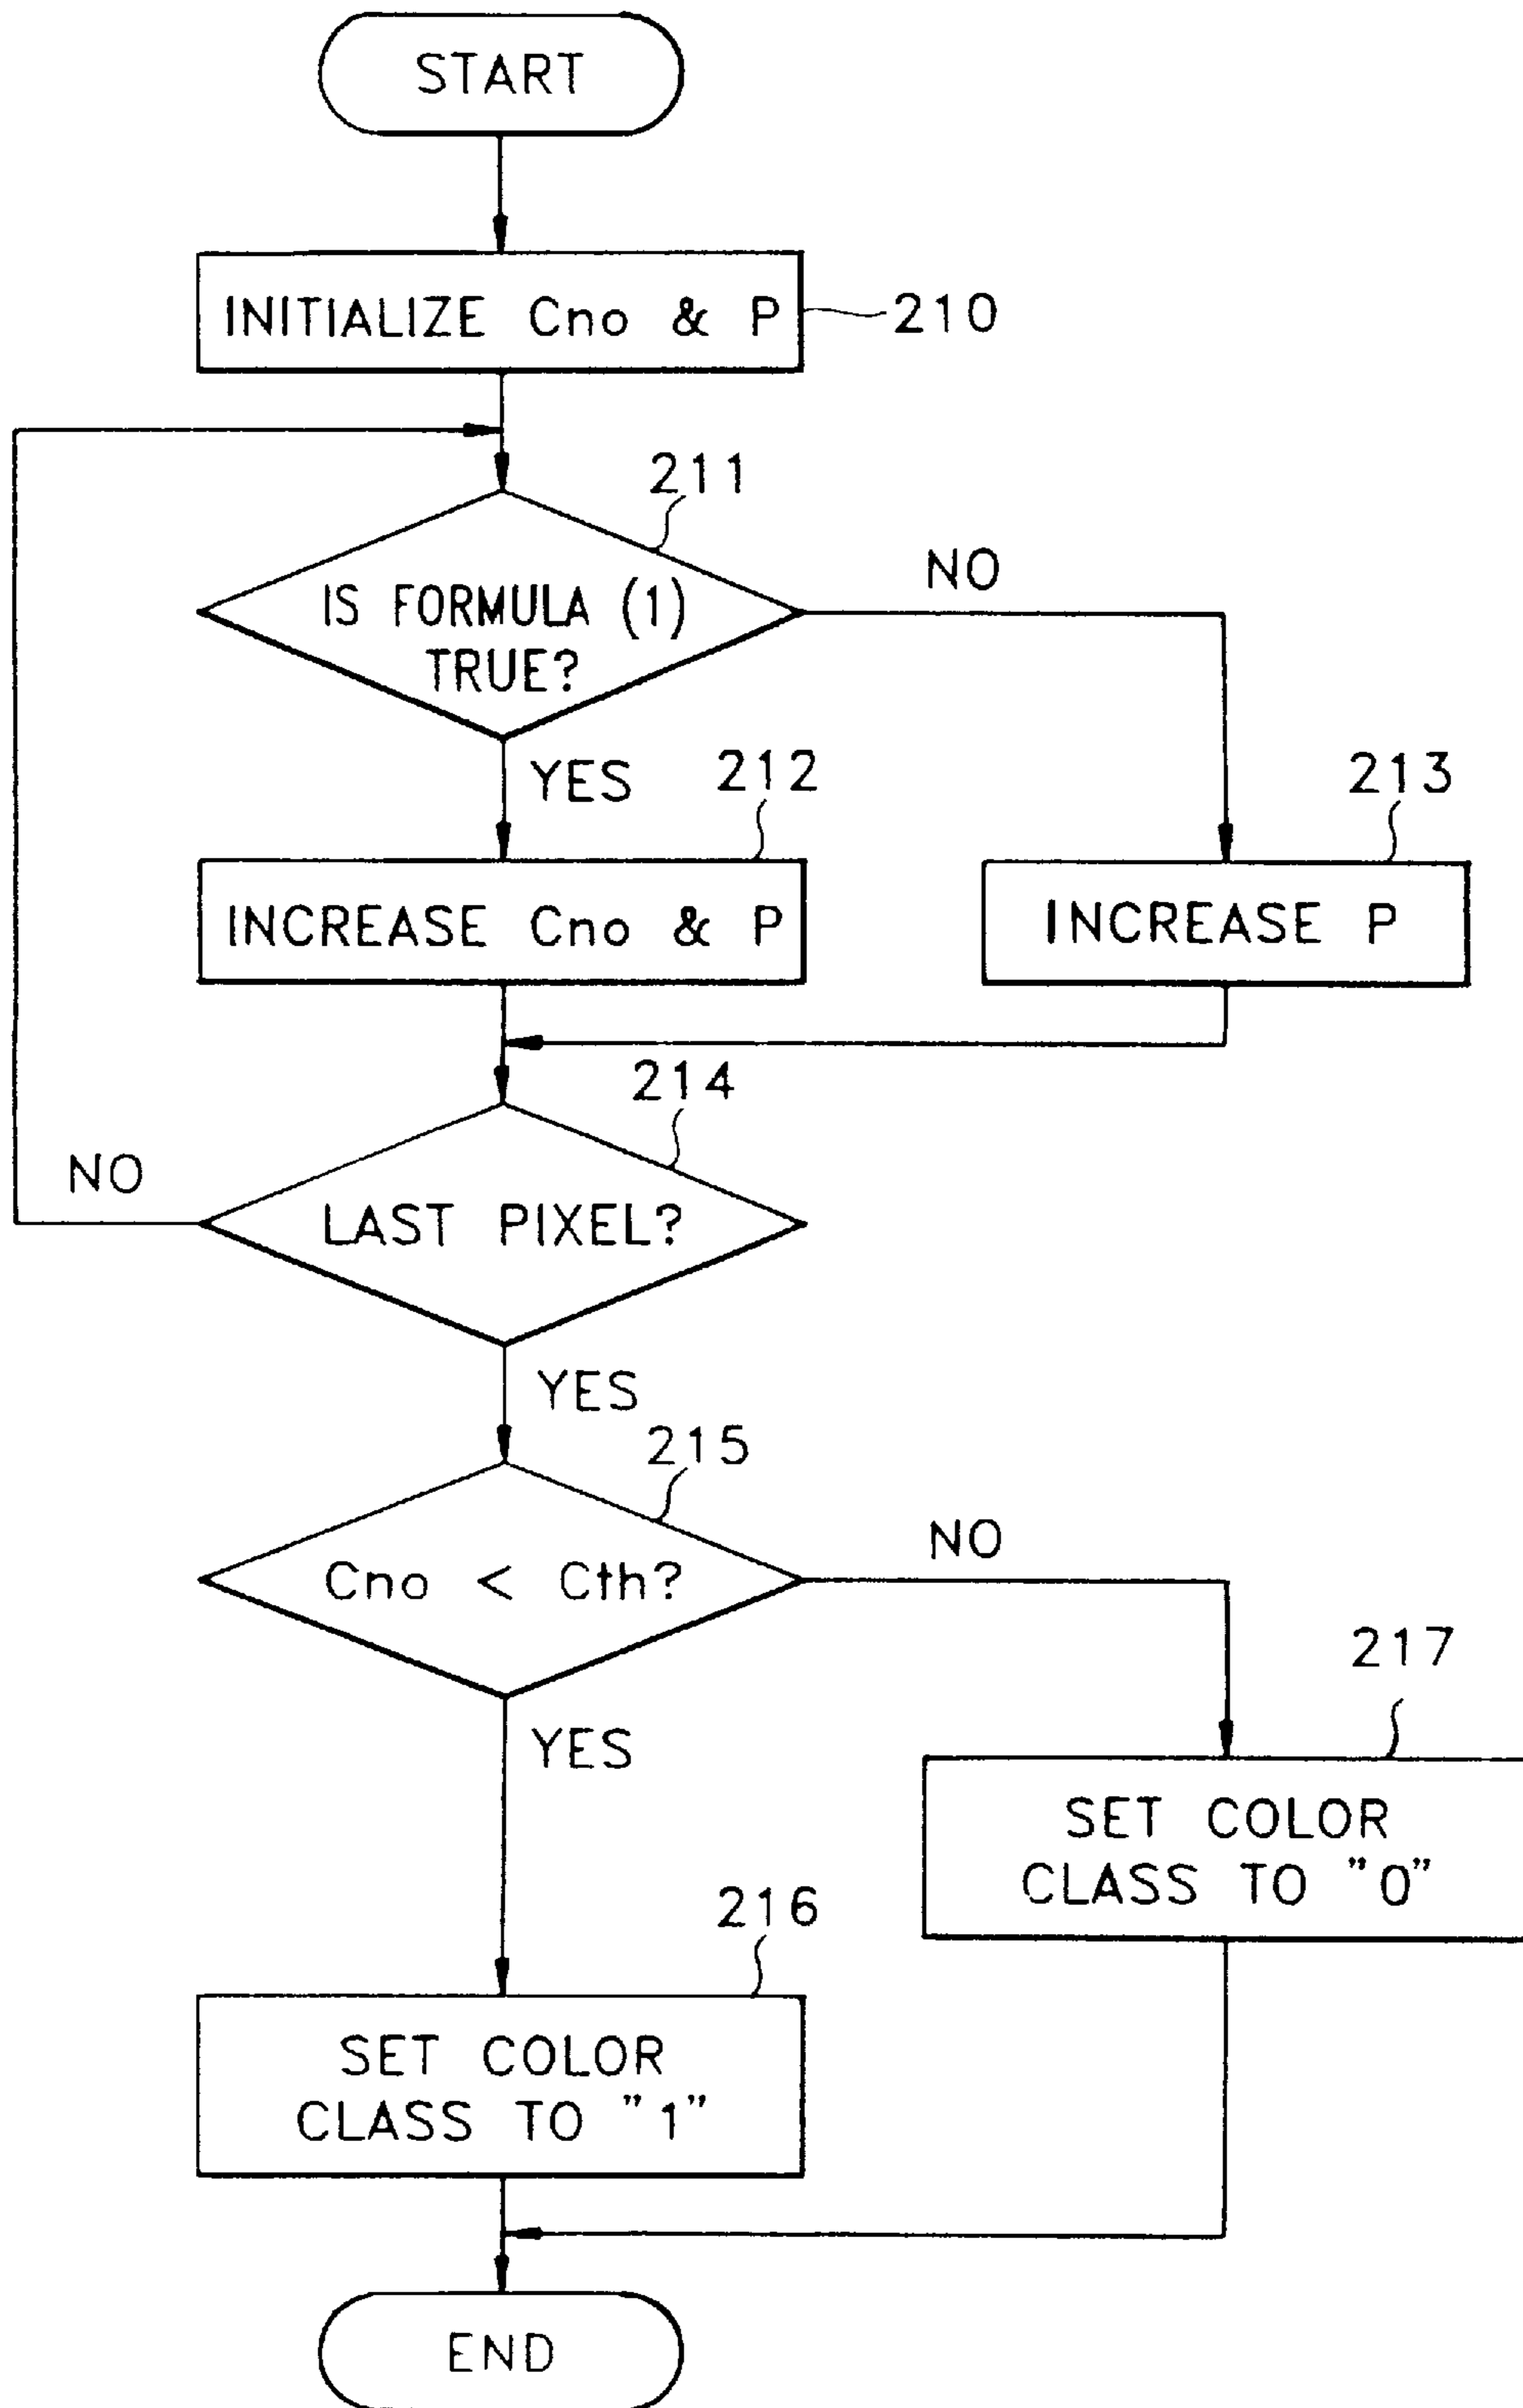 START
INITIALIZE Cno & P
210
211
IS FORMULA (1)
TRUE?
NO
YES
212
213
INCREASE Cno & P
INCREASE P
214
NO
LAST PIXEL?
YES
215
Cno < Cth?
NO
YES
217
SET COLOR
CLASS TO "0"
216
SET COLOR
CLASS TO "1"
END